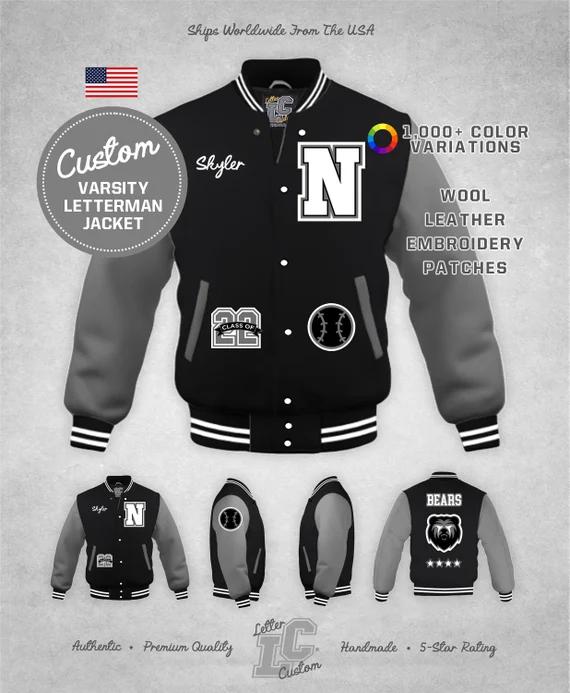 Ships Worldwide From The USA
Custom
VARSITY
LETTERMAN
JACKET
1,000+ COLOR
VARIATIONS
WOOL
LEATHER
EMBROIDERY
PATCHES
Skyler
N
22
CLASS OF
Skyler
N
22
BEARS
Authentic • Premium Quality
Letter
LC
Custom
Handmade • 5-Star Rating